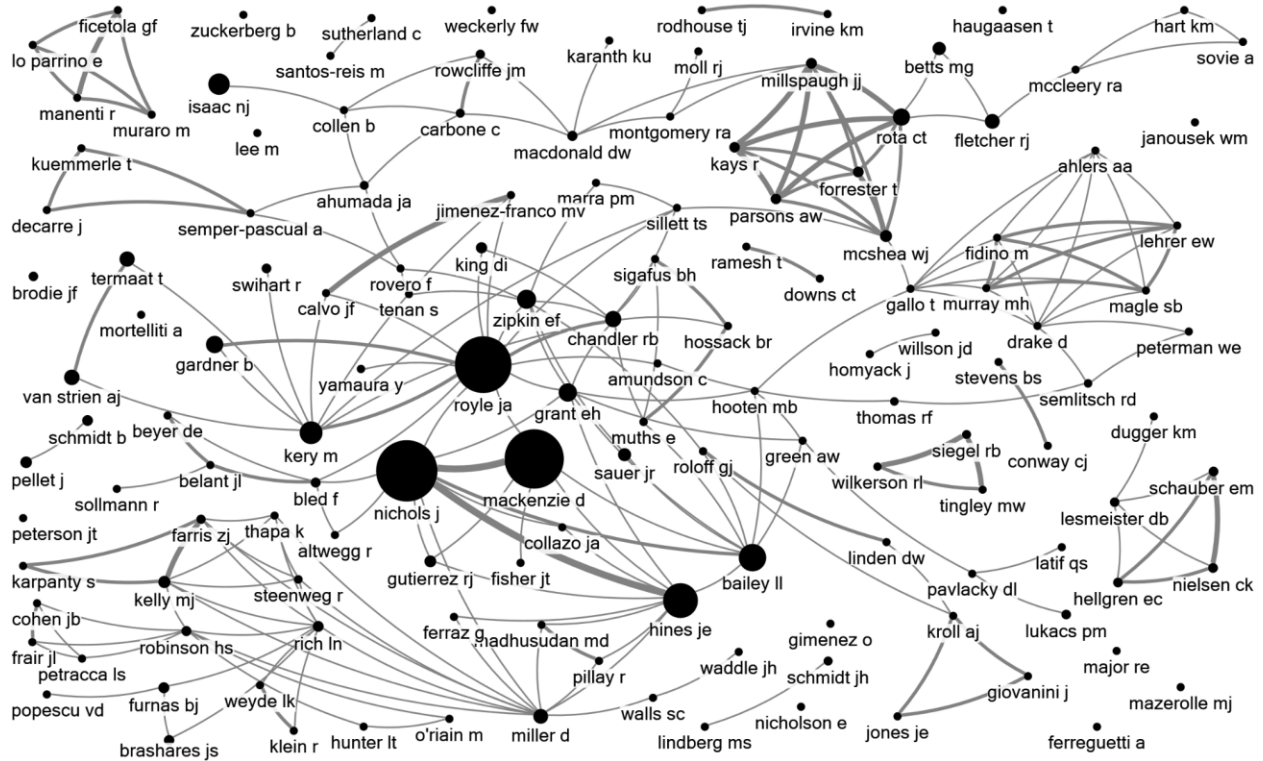 ficetola gf
zuckerberg b
sutherland c
weckerly fw
rodhouse tj
irvine km
haugaasen t
hart km
lo parrino e
santos-reis m
rowcliffe jm
karanth ku
moll rj
millspaugh jj
betts mg
sovie a
manenti r
isaac nj
mccleery ra
muraro m
collen b
carbone c
montgomery ra
rota ct
fletcher rj
janousek wm
lee m
macdonald dw
kuemmerle t
kays r
ahlers aa
forrester t
ahumada ja
jimenez-franco mv
marra pm
parsons aw
decarre j
semper-pascual a
sillett ts
lehrer ew
mcshea wj
fidino m
king di
ramesh t
termaat t
swihart r
rovero f
sigafus bh
brodie jf
calvo jf
tenan s
downs ct
gallo t
murray mh
magle sb
mortelliti a
zipkin ef
chandler rb
hossack br
drake d
willson jd
peterman we
gardner b
homyack j
yamaura y
amundson c
stevens bs
van strien aj
royle ja
hooten mb
semlitsch rd
grant eh
thomas rf
schmidt b
beyer de
muths e
dugger km
kery m
green aw
siegel rb
conway cj
pellet j
sauer jr
roloff gj
belant jl
wilkerson rl
schauber em
sollmann r
mackenzie d
bled f
nichols j
tingley mw
lesmeister db
peterson jt
farris zj
thapa k
altwegg r
collazo ja
linden dw
latif qs
karpanty s
gutierrez rj
fisher jt
bailey ll
pavlacky dl
kelly mj
steenweg r
nielsen ck
hellgren ec
cohen jb
ferraz g
madhusudan md
hines je
gimenez o
kroll aj
lukacs pm
robinson hs
rich ln
frair jl
petracca ls
waddle jh
major re
pillay r
schmidt jh
giovanini j
popescu vd
furnas bj
weyde lk
walls sc
mazerolle mj
nicholson e
jones je
brashares js
klein r
hunter lt
o'riain m
miller d
lindberg ms
ferreguetti a